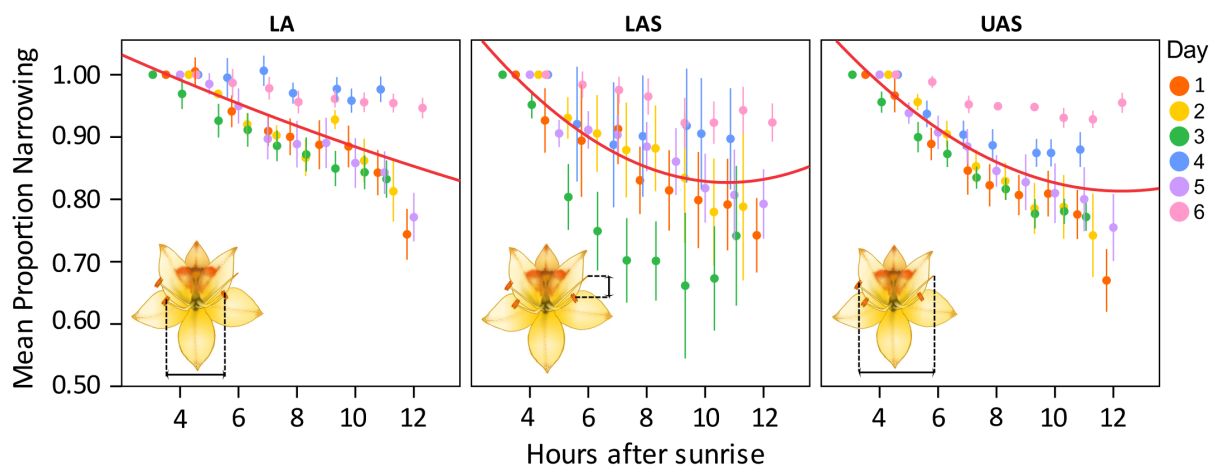 LA
LAS
UAS
Mean Proportion Narrowing
1.00
0.90
0.80
0.70
0.60
0.50
4 6 8 10 12
4 6 8 10 12
4 6 8 10 12
Hours after sunrise
Day
1
2
3
4
5
6